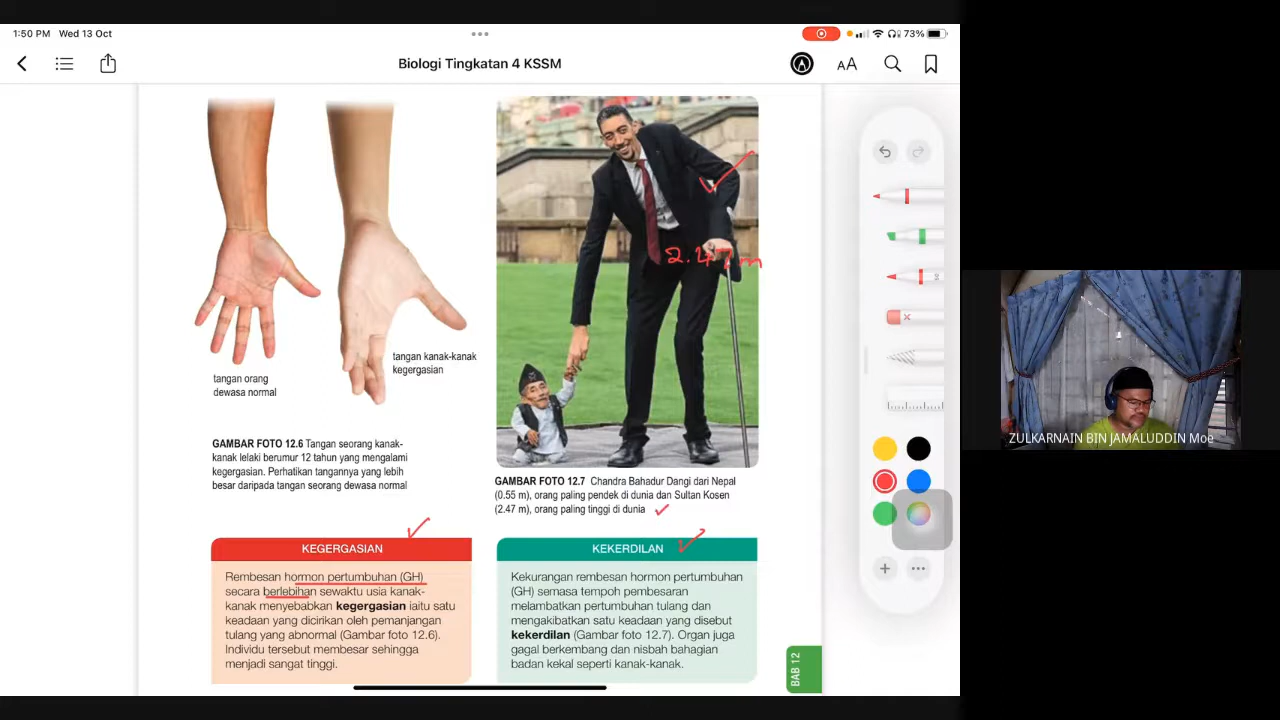 1:50 PM Wed 13 Oct
73%
Biologi Tingkatan 4 KSSM
AA
2.47 m
tangan orang
dewasa normal
tangan kanak-kanak
kegergasian
GAMBAR FOTO 12.6 Tangan seorang kanak-
kanak lelaki berumur 12 tahun yang mengalami
kegergasian. Perhatikan tangannya yang lebih
besar daripada tangan seorang dewasa normal
GAMBAR FOTO 12.7 Chandra Bahadur Dangi dari Nepal
(0.55 m), orang paling pendek di dunia dan Sultan Kosen
(2.47 m), orang paling tinggi di dunia
KEGERGASIAN
Rembesan hormon pertumbuhan (GH)
secara berlebihan sewaktu usia kanak-
kanak menyebabkan kegergasian iaitu satu
keadaan yang dicirikan oleh pemanjangan
tulang yang abnormal (Gambar foto 12.6).
Individu tersebut membesar sehingga
menjadi sangat tinggi.
KEKERDILAN
Kekurangan rembesan hormon pertumbuhan
(GH) semasa tempoh pembesaran
melambatkan pertumbuhan tulang dan
mengakibatkan satu keadaan yang disebut
kekerdilan (Gambar foto 12.7). Organ juga
gagal berkembang dan nisbah bahagian
badan kekal seperti kanak-kanak.
BAB 12
ZULKARNAIN BIN JAMALUDDIN Moe